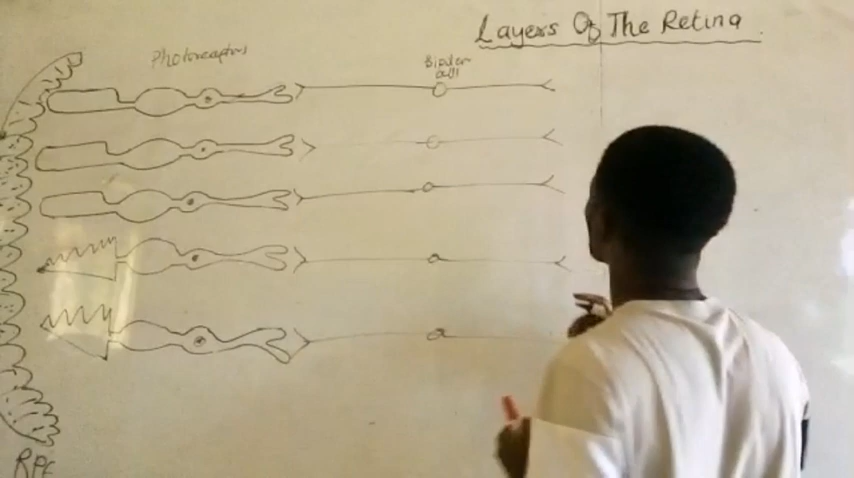 Layers Of The Retina
Photoreceptors
Bipolar
cell
RPE